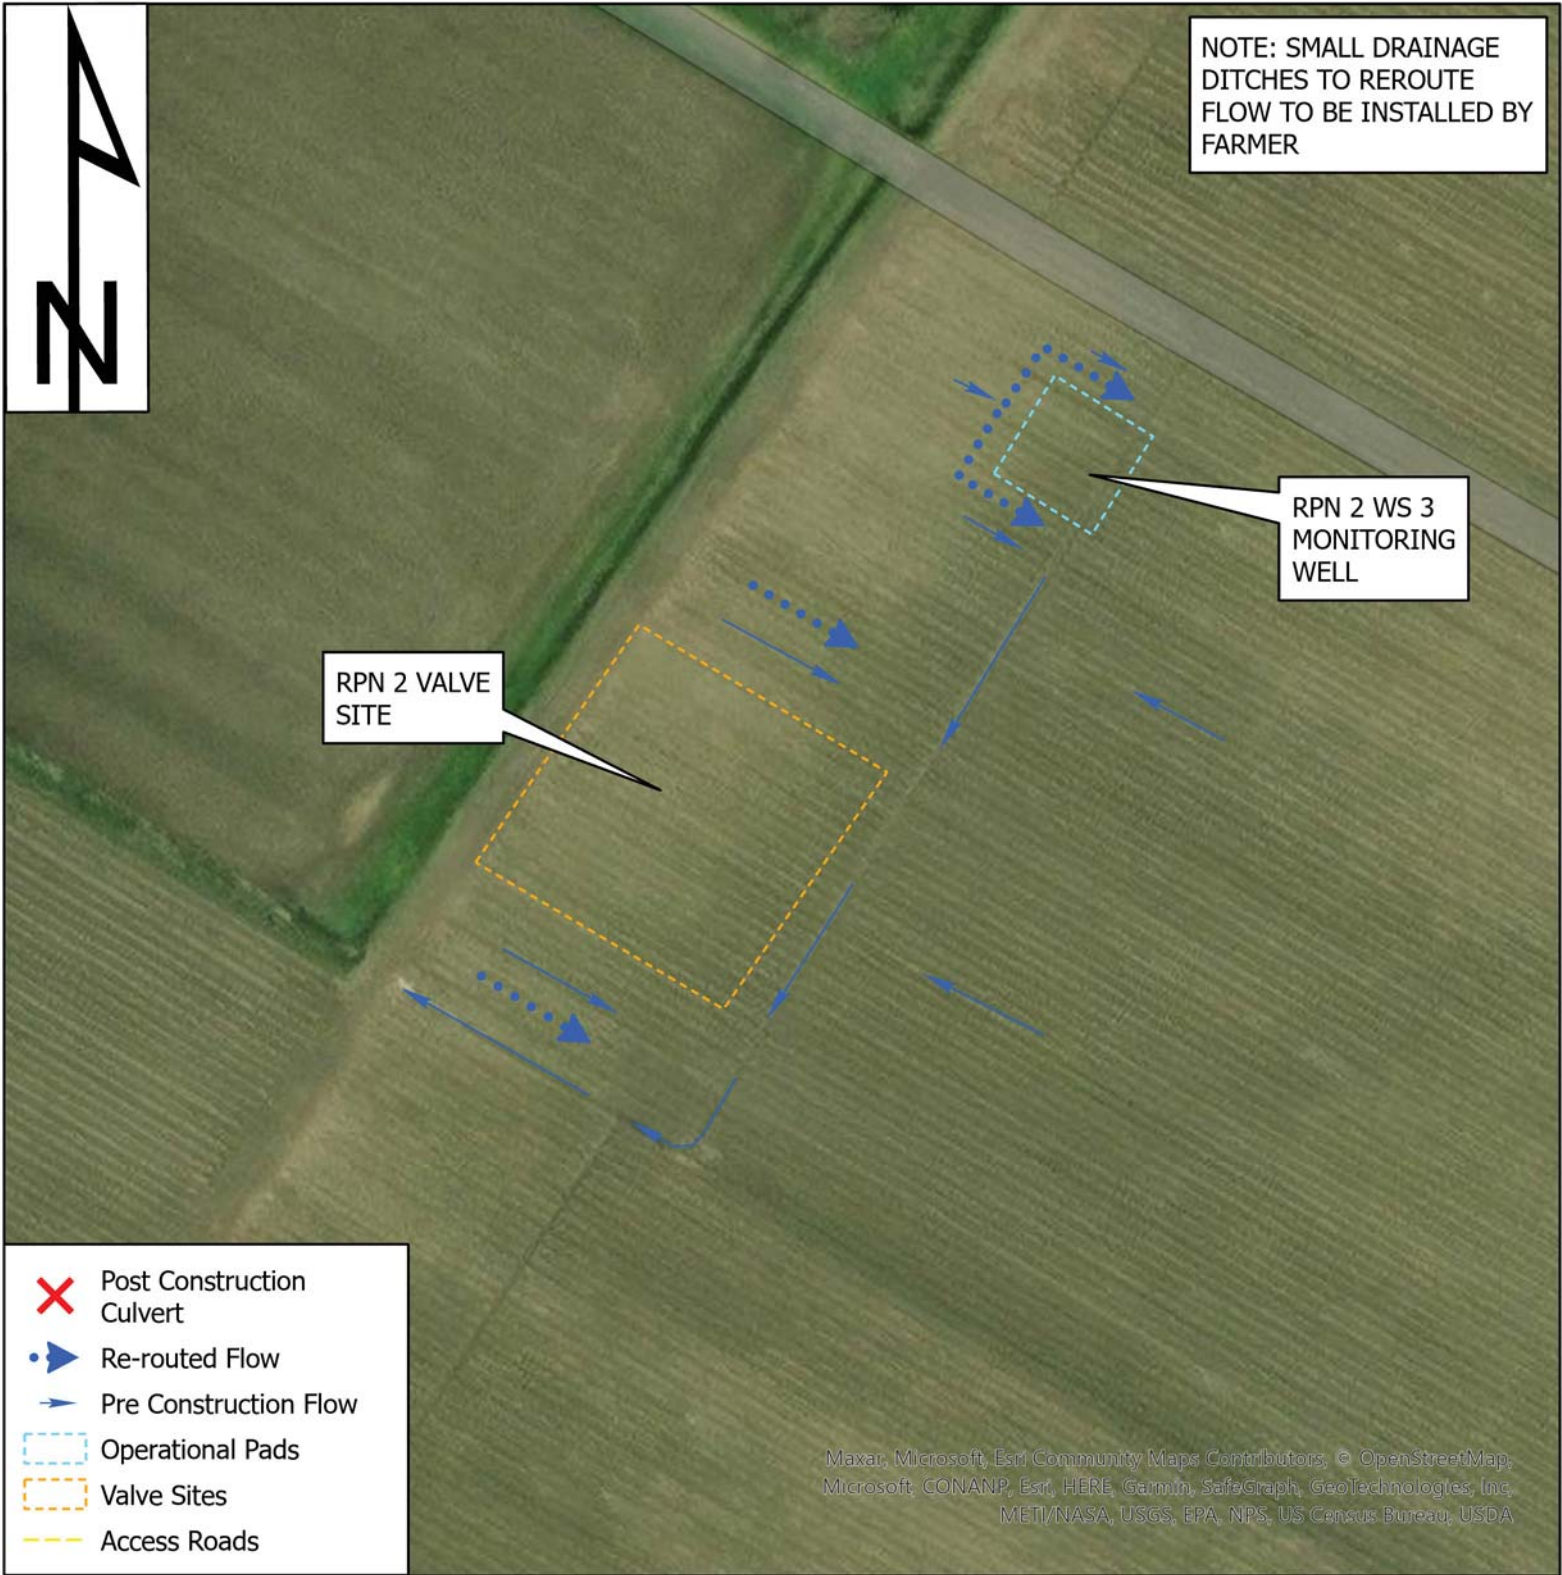 N
NOTE: SMALL DRAINAGE
DITCHES TO REROUTE
FLOW TO BE INSTALLED BY
FARMER
RPN 2 WS 3
MONITORING
WELL
RPN 2 VALVE
SITE
Post Construction
Culvert
Re-routed Flow
Pre Construction Flow
Operational Pads
Valve Sites
Access Roads
Maxar, Microsoft, Esri Community Maps Contributors, © OpenStreetMap,
Microsoft, CONANP, Esri, HERE, Garmin, SafeGraph, GeoTechnologies, Inc,
METI/NASA, USGS, EPA, NPS, US Census Bureau, USDA